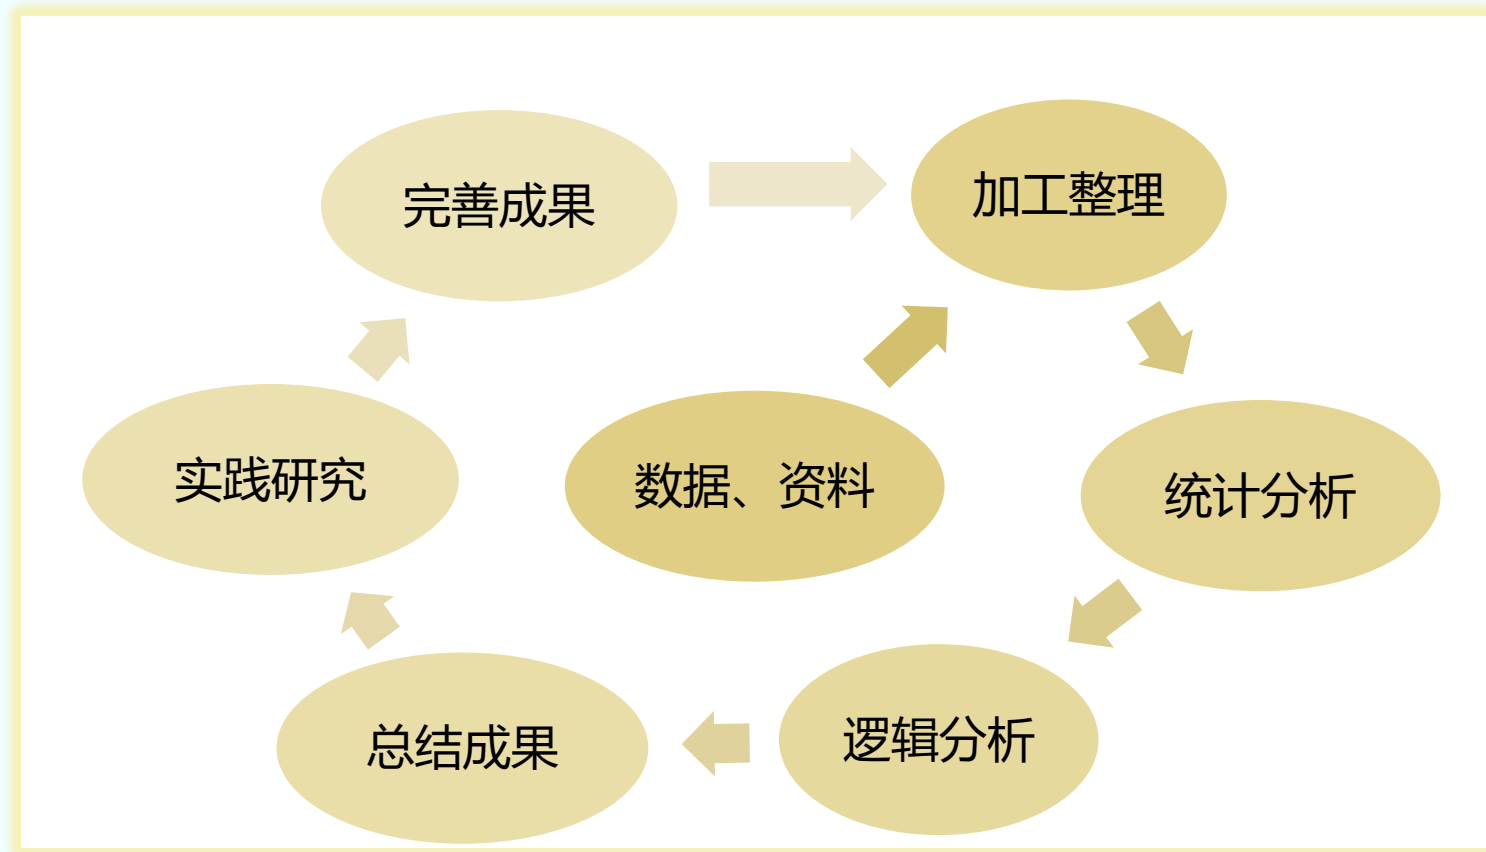 完善成果
加工整理
实践研究
数据、资料
统计分析
总结成果
逻辑分析